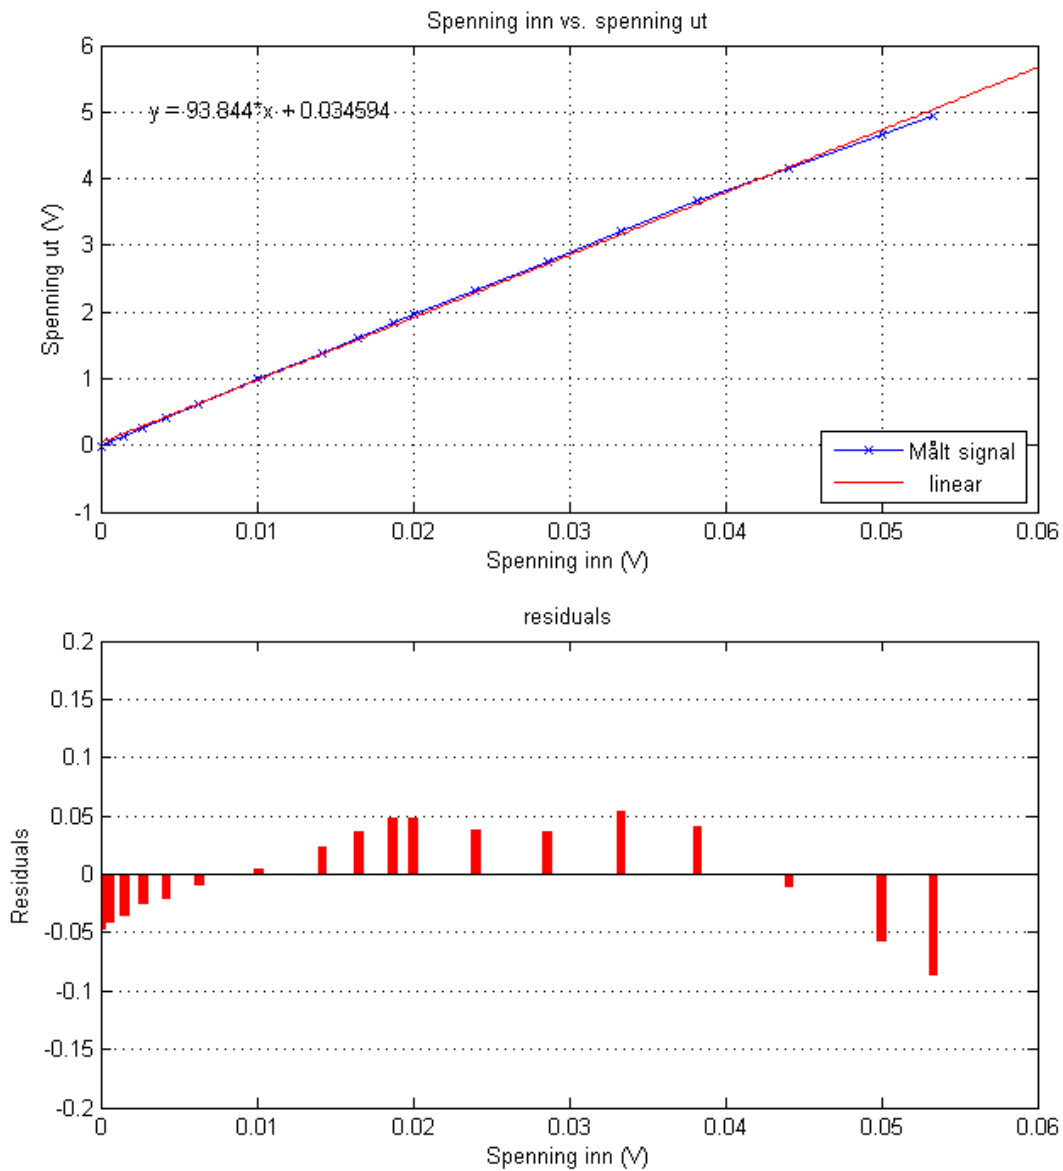 Spenning inn vs. spenning ut
6
5
4
3
2
1
0
-1
Spenning ut (V)
y = 93.844*x + 0.034594
Målt signal
linear
0 0.01 0.02 0.03 0.04 0.05 0.06
Spenning inn (V)
residuals
0.2
0.15
0.1
0.05
0
-0.05
-0.1
-0.15
-0.2
Residuals
0 0.01 0.02 0.03 0.04 0.05 0.06
Spenning inn (V)